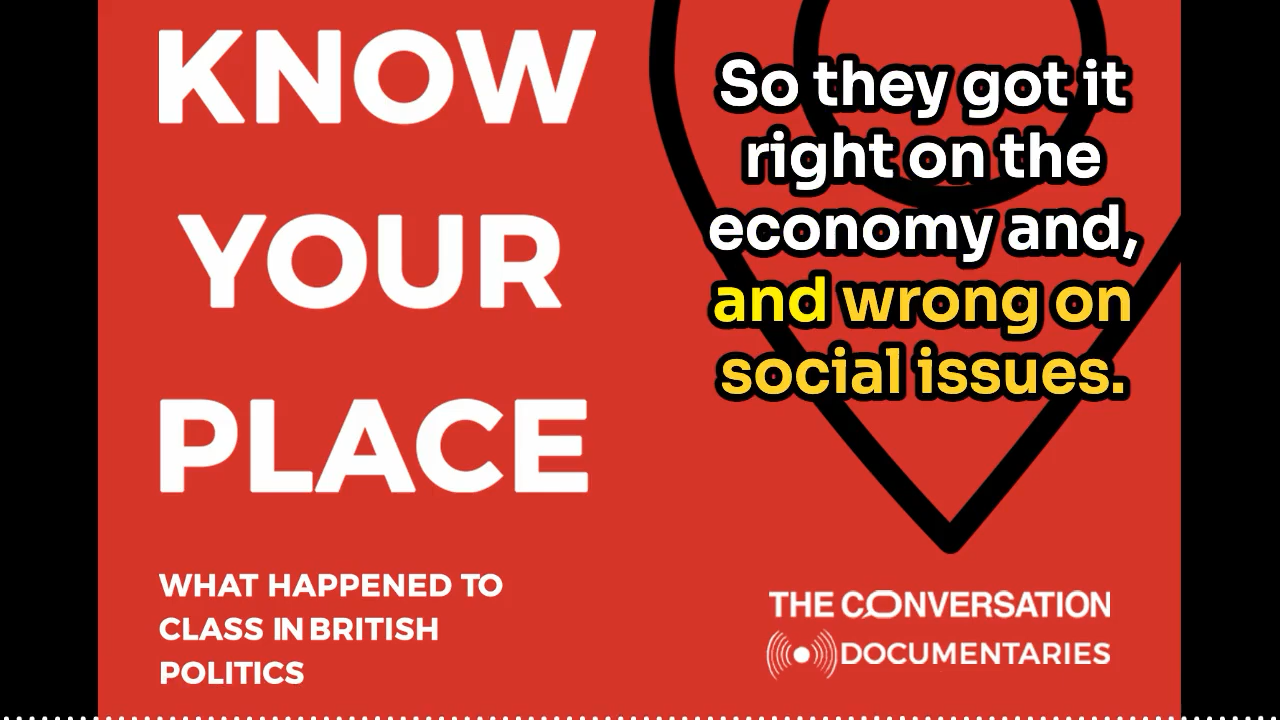 KNOW
YOUR
PLACE
WHAT HAPPENED TO
CLASS IN BRITISH
POLITICS
So they got it
right on the
economy and,
and wrong on
social issues.
THE CONVERSATION
DOCUMENTARIES